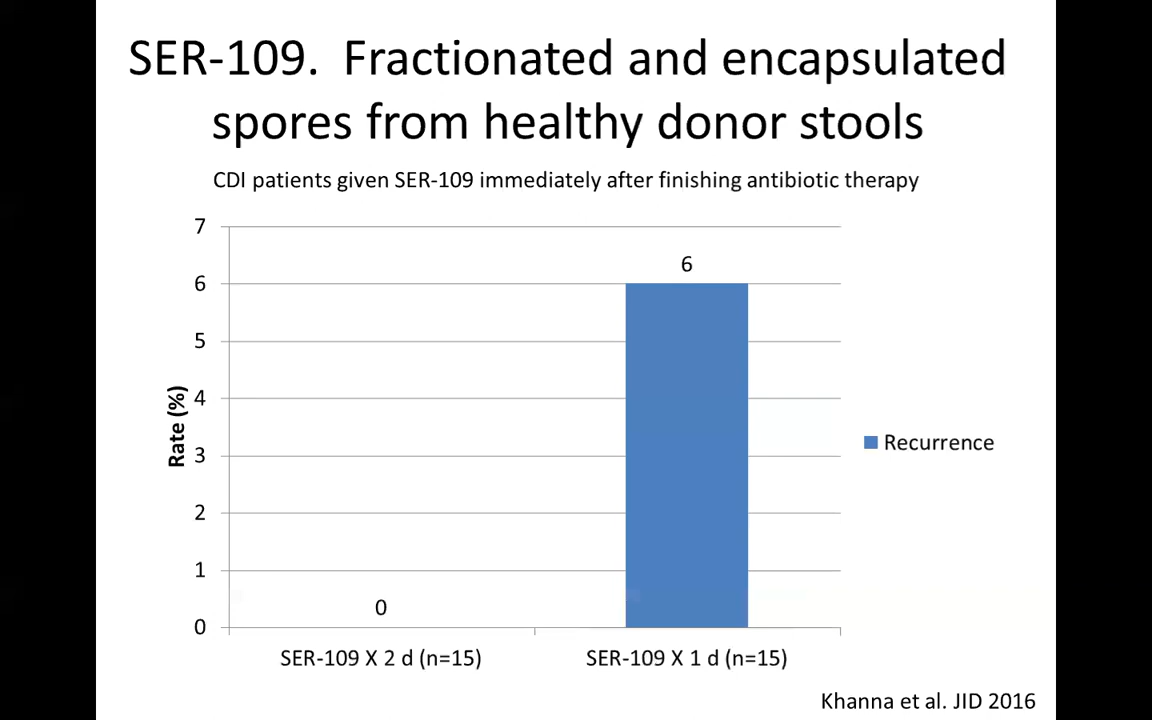 SER-109.  Fractionated and encapsulated
spores from healthy donor stools
CDI patients given SER-109 immediately after finishing antibiotic therapy
7
6
5
4
3
2
1
0
Rate (%)
0
6
SER-109 X 2 d (n=15)
SER-109 X 1 d (n=15)
Recurrence
Khanna et al. JID 2016